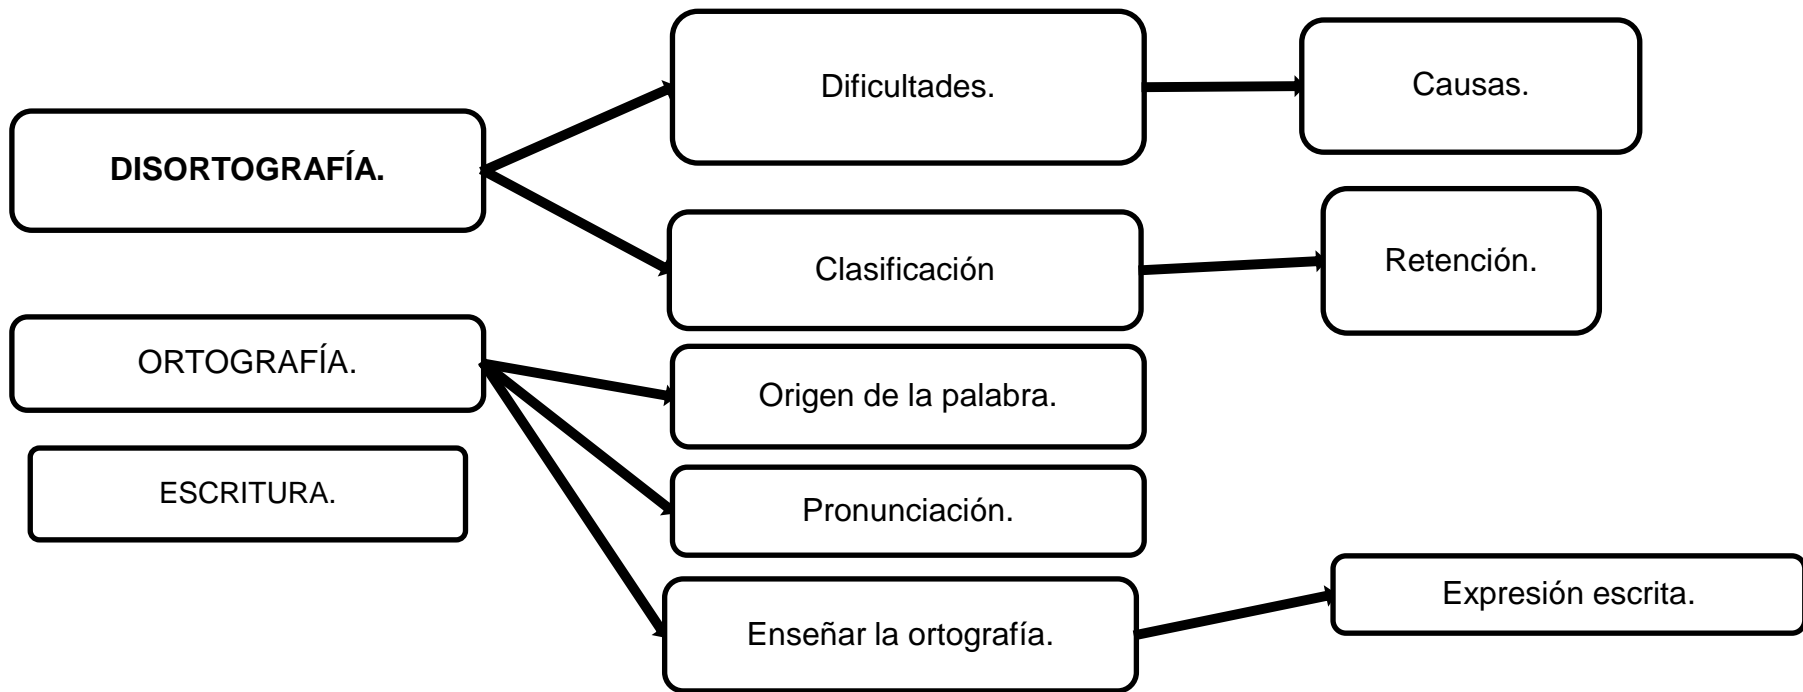 DISORTOGRAFÍA.
Dificultades.
Causas.
Clasificación
Retención.
ORTOGRAFÍA.
Origen de la palabra.
Pronunciación.
Enseñar la ortografía.
Expresión escrita.
ESCRITURA.